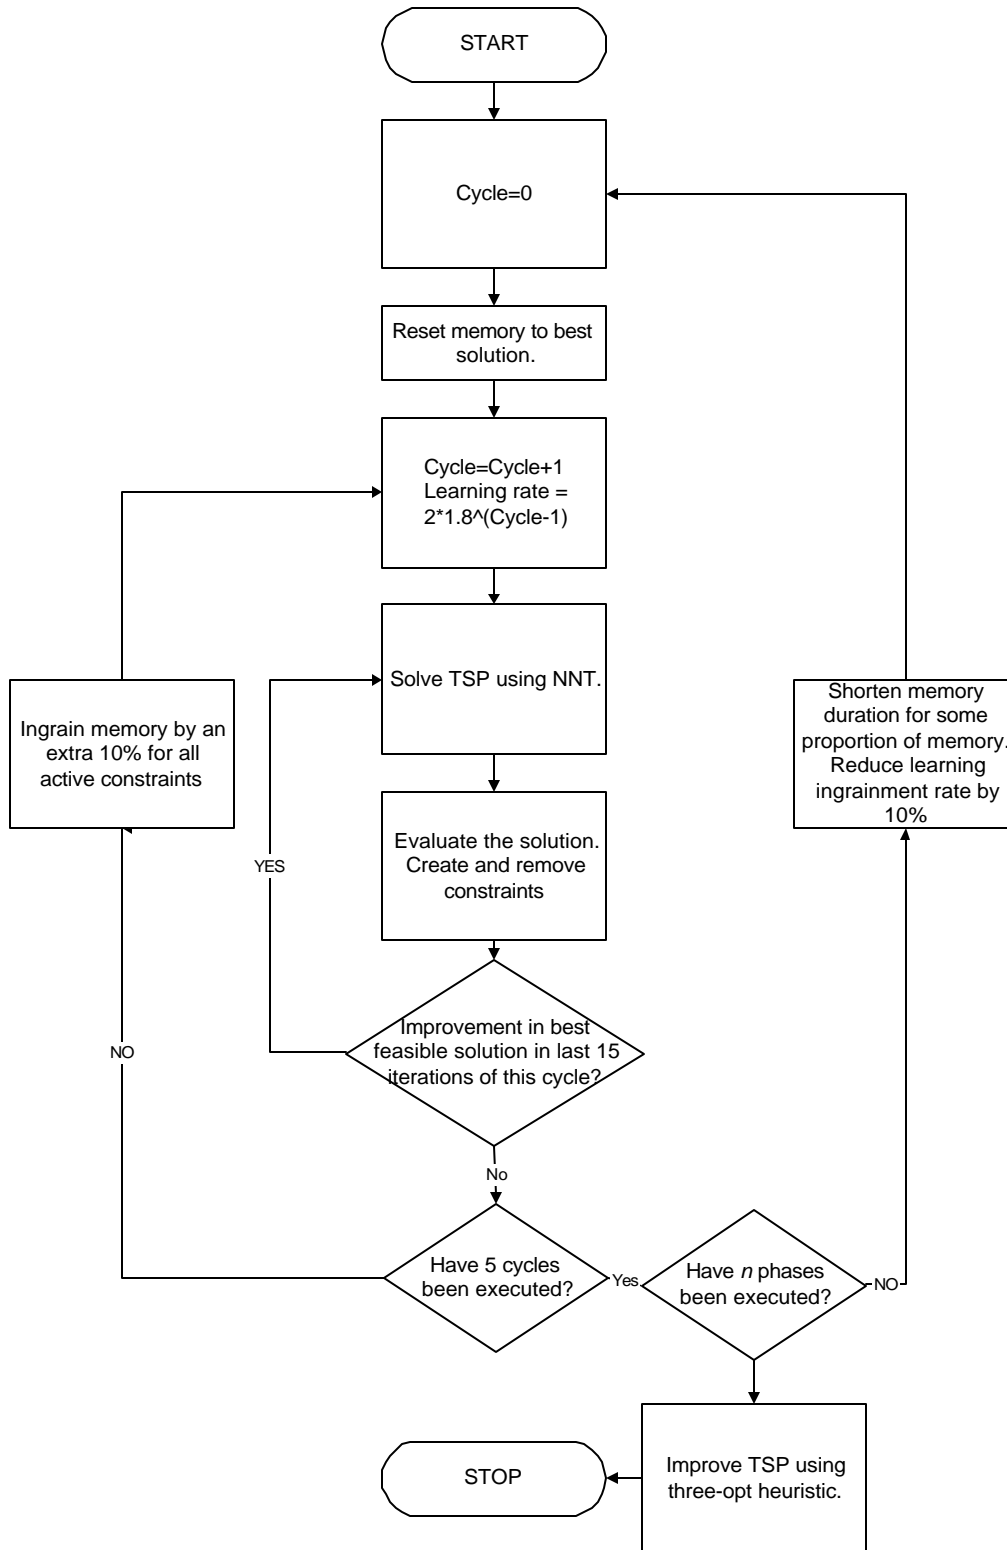 START
Cycle=0
Reset memory to best
solution.
Cycle=Cycle+1
Learning rate =
2*1.8^(Cycle-1)
Solve TSP using NNT.
Ingrain memory by an
extra 10% for all
active constraints
Shorten memory
duration for some
proportion of memory.
Reduce learning
ingrainment rate by
10%
Evaluate the solution.
Create and remove
constraints
YES
Improvement in best
feasible solution in last 15
iterations of this cycle?
NO
No
Have 5 cycles
been executed?
Yes
Have n phases
been executed?
NO
Improve TSP using
three-opt heuristic.
STOP